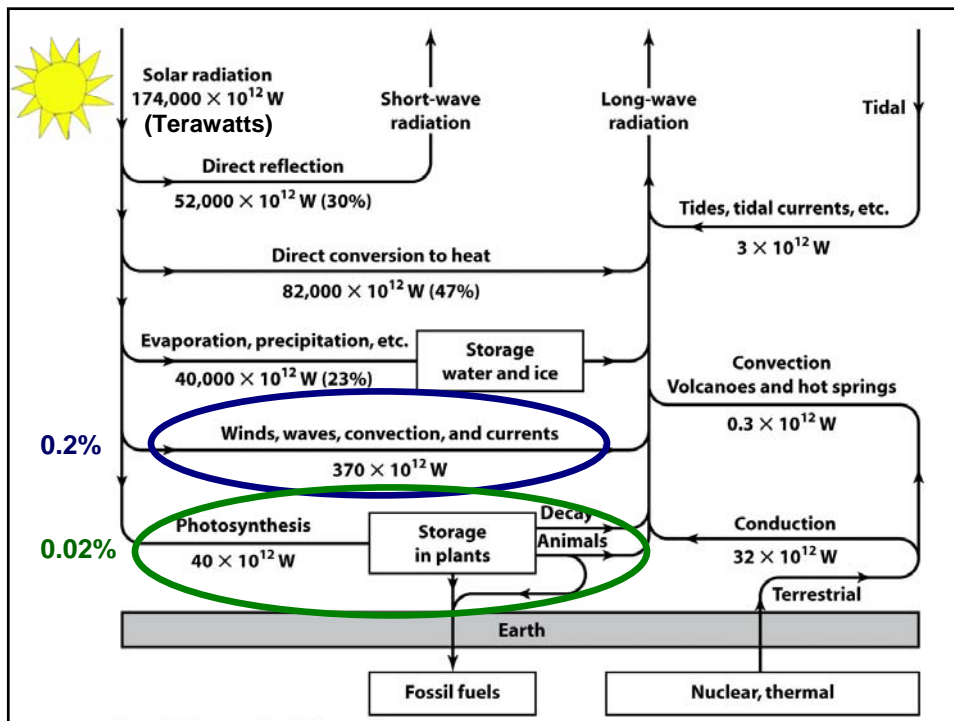 Solar radiation
174,000 × 10¹² W
(Terawatts)
Short-wave
radiation
Long-wave
radiation
Tidal
Direct reflection
52,000 × 10¹² W (30%)
Tides, tidal currents, etc.
3 × 10¹² W
Direct conversion to heat
82,000 × 10¹² W (47%)
Evaporation, precipitation, etc.
40,000 × 10¹² W (23%)
Storage
water and ice
Convection
Volcanoes and hot springs
0.3 × 10¹² W
0.2%
Winds, waves, convection, and currents
370 × 10¹² W
0.02%
Photosynthesis
40 × 10¹² W
Storage
in plants
Decay
Animals
Conduction
32 × 10¹² W
Terrestrial
Earth
Fossil fuels
Nuclear, thermal